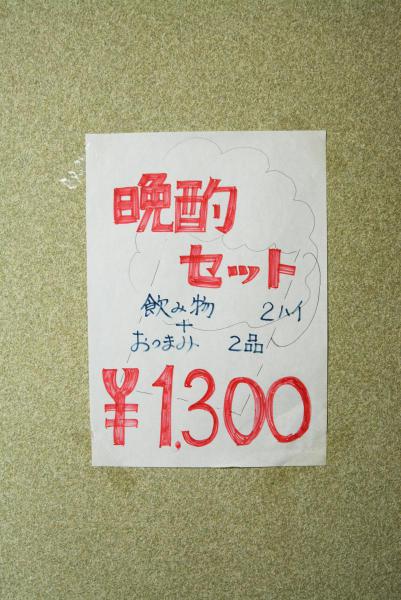 晩酌
セット
飲み物 2ハイ
+
おつまみ 2品
¥1.300